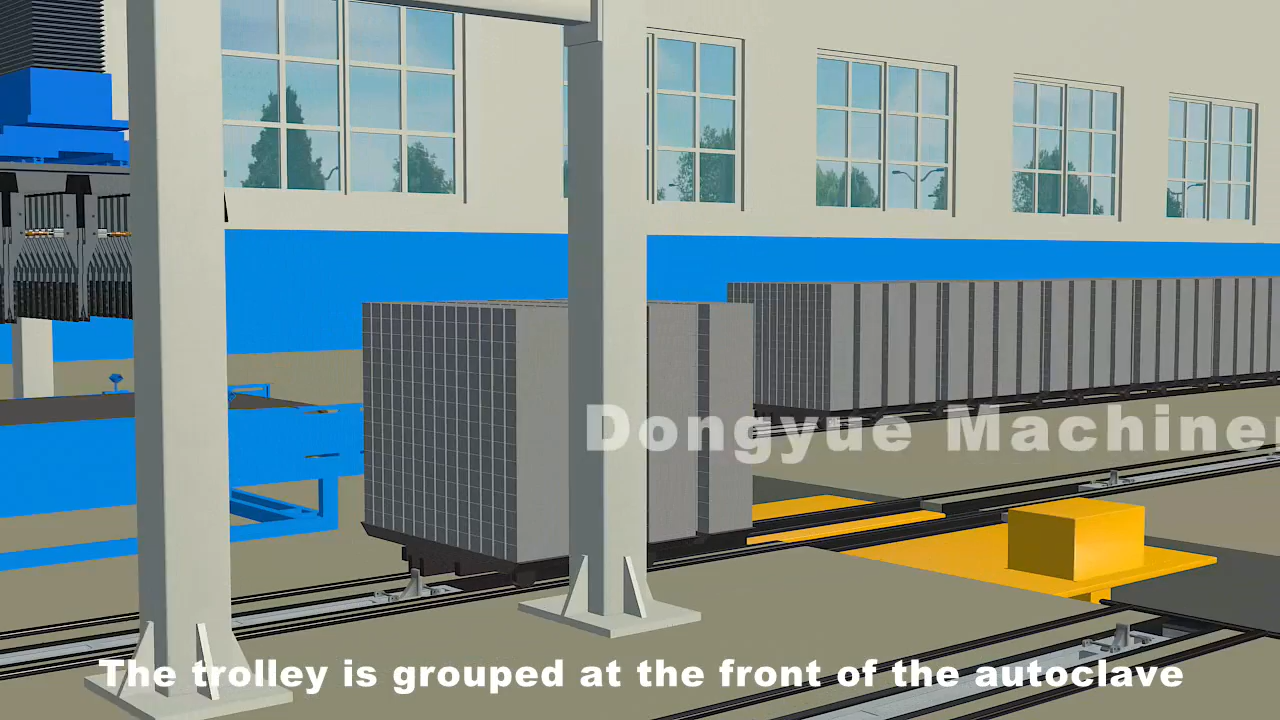 Dongyue Machiner
The trolley is grouped at the front of the autoclave